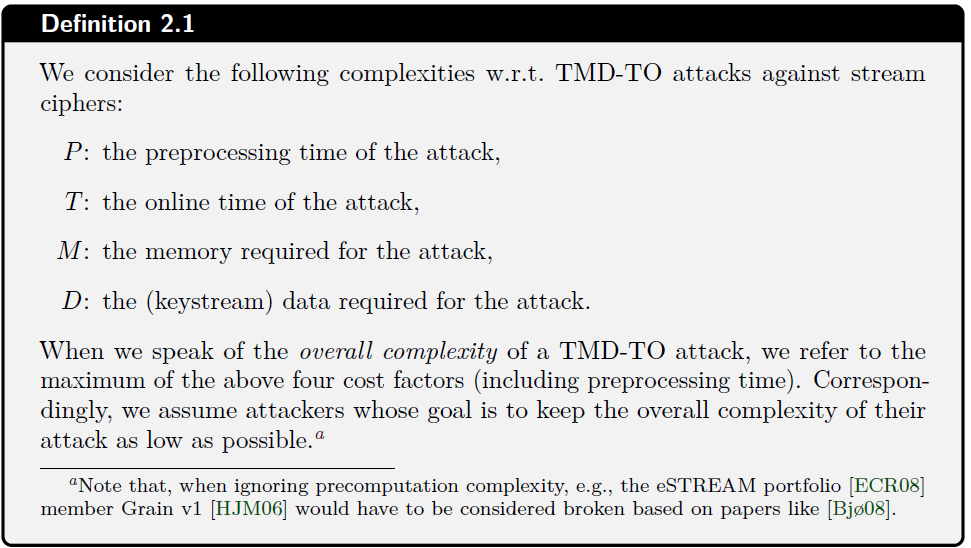 Definition 2.1
We consider the following complexities w.r.t. TMD-TO attacks against stream
ciphers:
P: the preprocessing time of the attack,
T: the online time of the attack,
M: the memory required for the attack,
D: the (keystream) data required for the attack.
When we speak of the overall complexity of a TMD-TO attack, we refer to the
maximum of the above four cost factors (including preprocessing time). Correspon-
dingly, we assume attackers whose goal is to keep the overall complexity of their
attack as low as possible.a
aNote that, when ignoring precomputation complexity, e.g., the eSTREAM portfolio [ECR08]
member Grain v1 [HJM06] would have to be considered broken based on papers like [Bjø08].